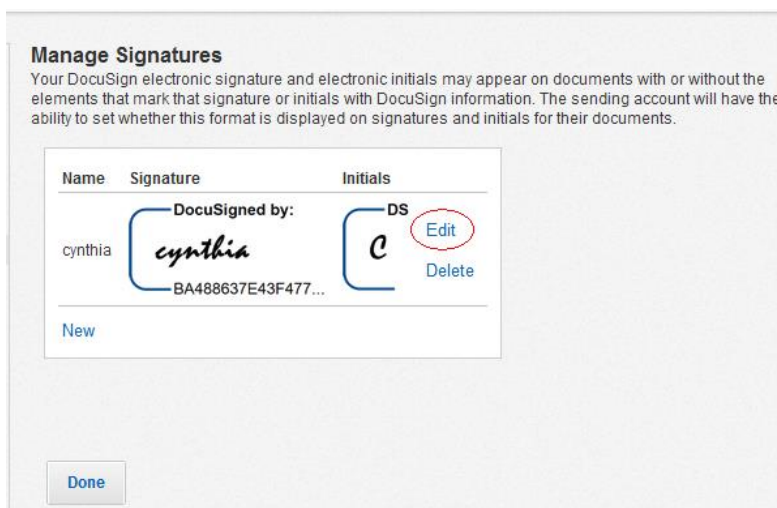 Manage Signatures
Your DocuSign electronic signature and electronic initials may appear on documents with or without the
elements that mark that signature or initials with DocuSign information. The sending account will have the
ability to set whether this format is displayed on signatures and initials for their documents.
Name Signature Initials
DocuSigned by: DS
Edit
cynthia cynthia C
Delete
BA488637E43F477...
New
Done